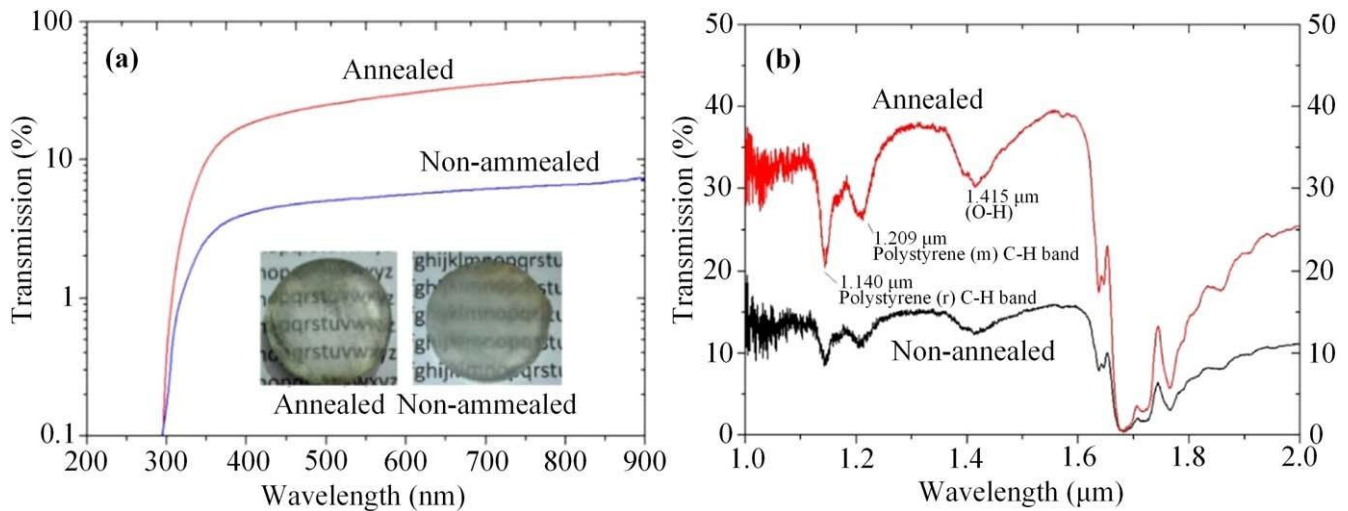 (a)
Transmission (%)
100
10
1
0.1
Annealed
Non-ammealed
Annealed Non-ammealed
200 300 400 500 600 700 800 900
Wavelength (nm)
(b)
Transmission (%)
50
40
30
20
10
0
Annealed
1.415 μm
(O-H)
1.209 μm
Polystyrene (m) C-H band
1.140 μm
Polystyrene (r) C-H band
Non-annealed
50
40
30
20
10
0
1.0 1.2 1.4 1.6 1.8 2.0
Wavelength (μm)